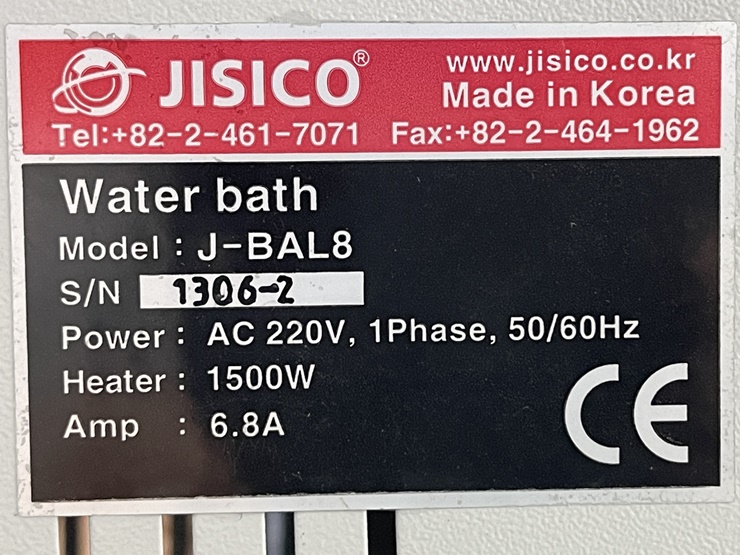 JISICO®
www.jisico.co.kr
Made in Korea
Tel:+82-2-461-7071 Fax:+82-2-464-1962
Water bath
Model : J-BAL8
S/N 1306-2
Power : AC 220V, 1Phase, 50/60Hz
Heater : 1500W
Amp : 6.8A
CE